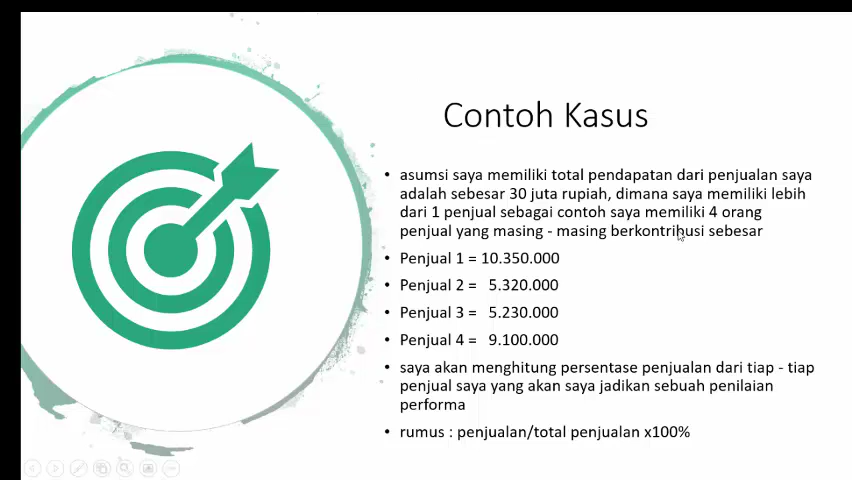 Contoh Kasus
• asumsi saya memiliki total pendapatan dari penjualan saya
adalah sebesar 30 juta rupiah, dimana saya memiliki lebih
dari 1 penjual sebagai contoh saya memiliki 4 orang
penjual yang masing - masing berkontribusi sebesar
• Penjual 1 = 10.350.000
• Penjual 2 = 5.320.000
• Penjual 3 = 5.230.000
• Penjual 4 = 9.100.000
• saya akan menghitung persentase penjualan dari tiap - tiap
penjual saya yang akan saya jadikan sebuah penilaian
performa
• rumus : penjualan/total penjualan x100%